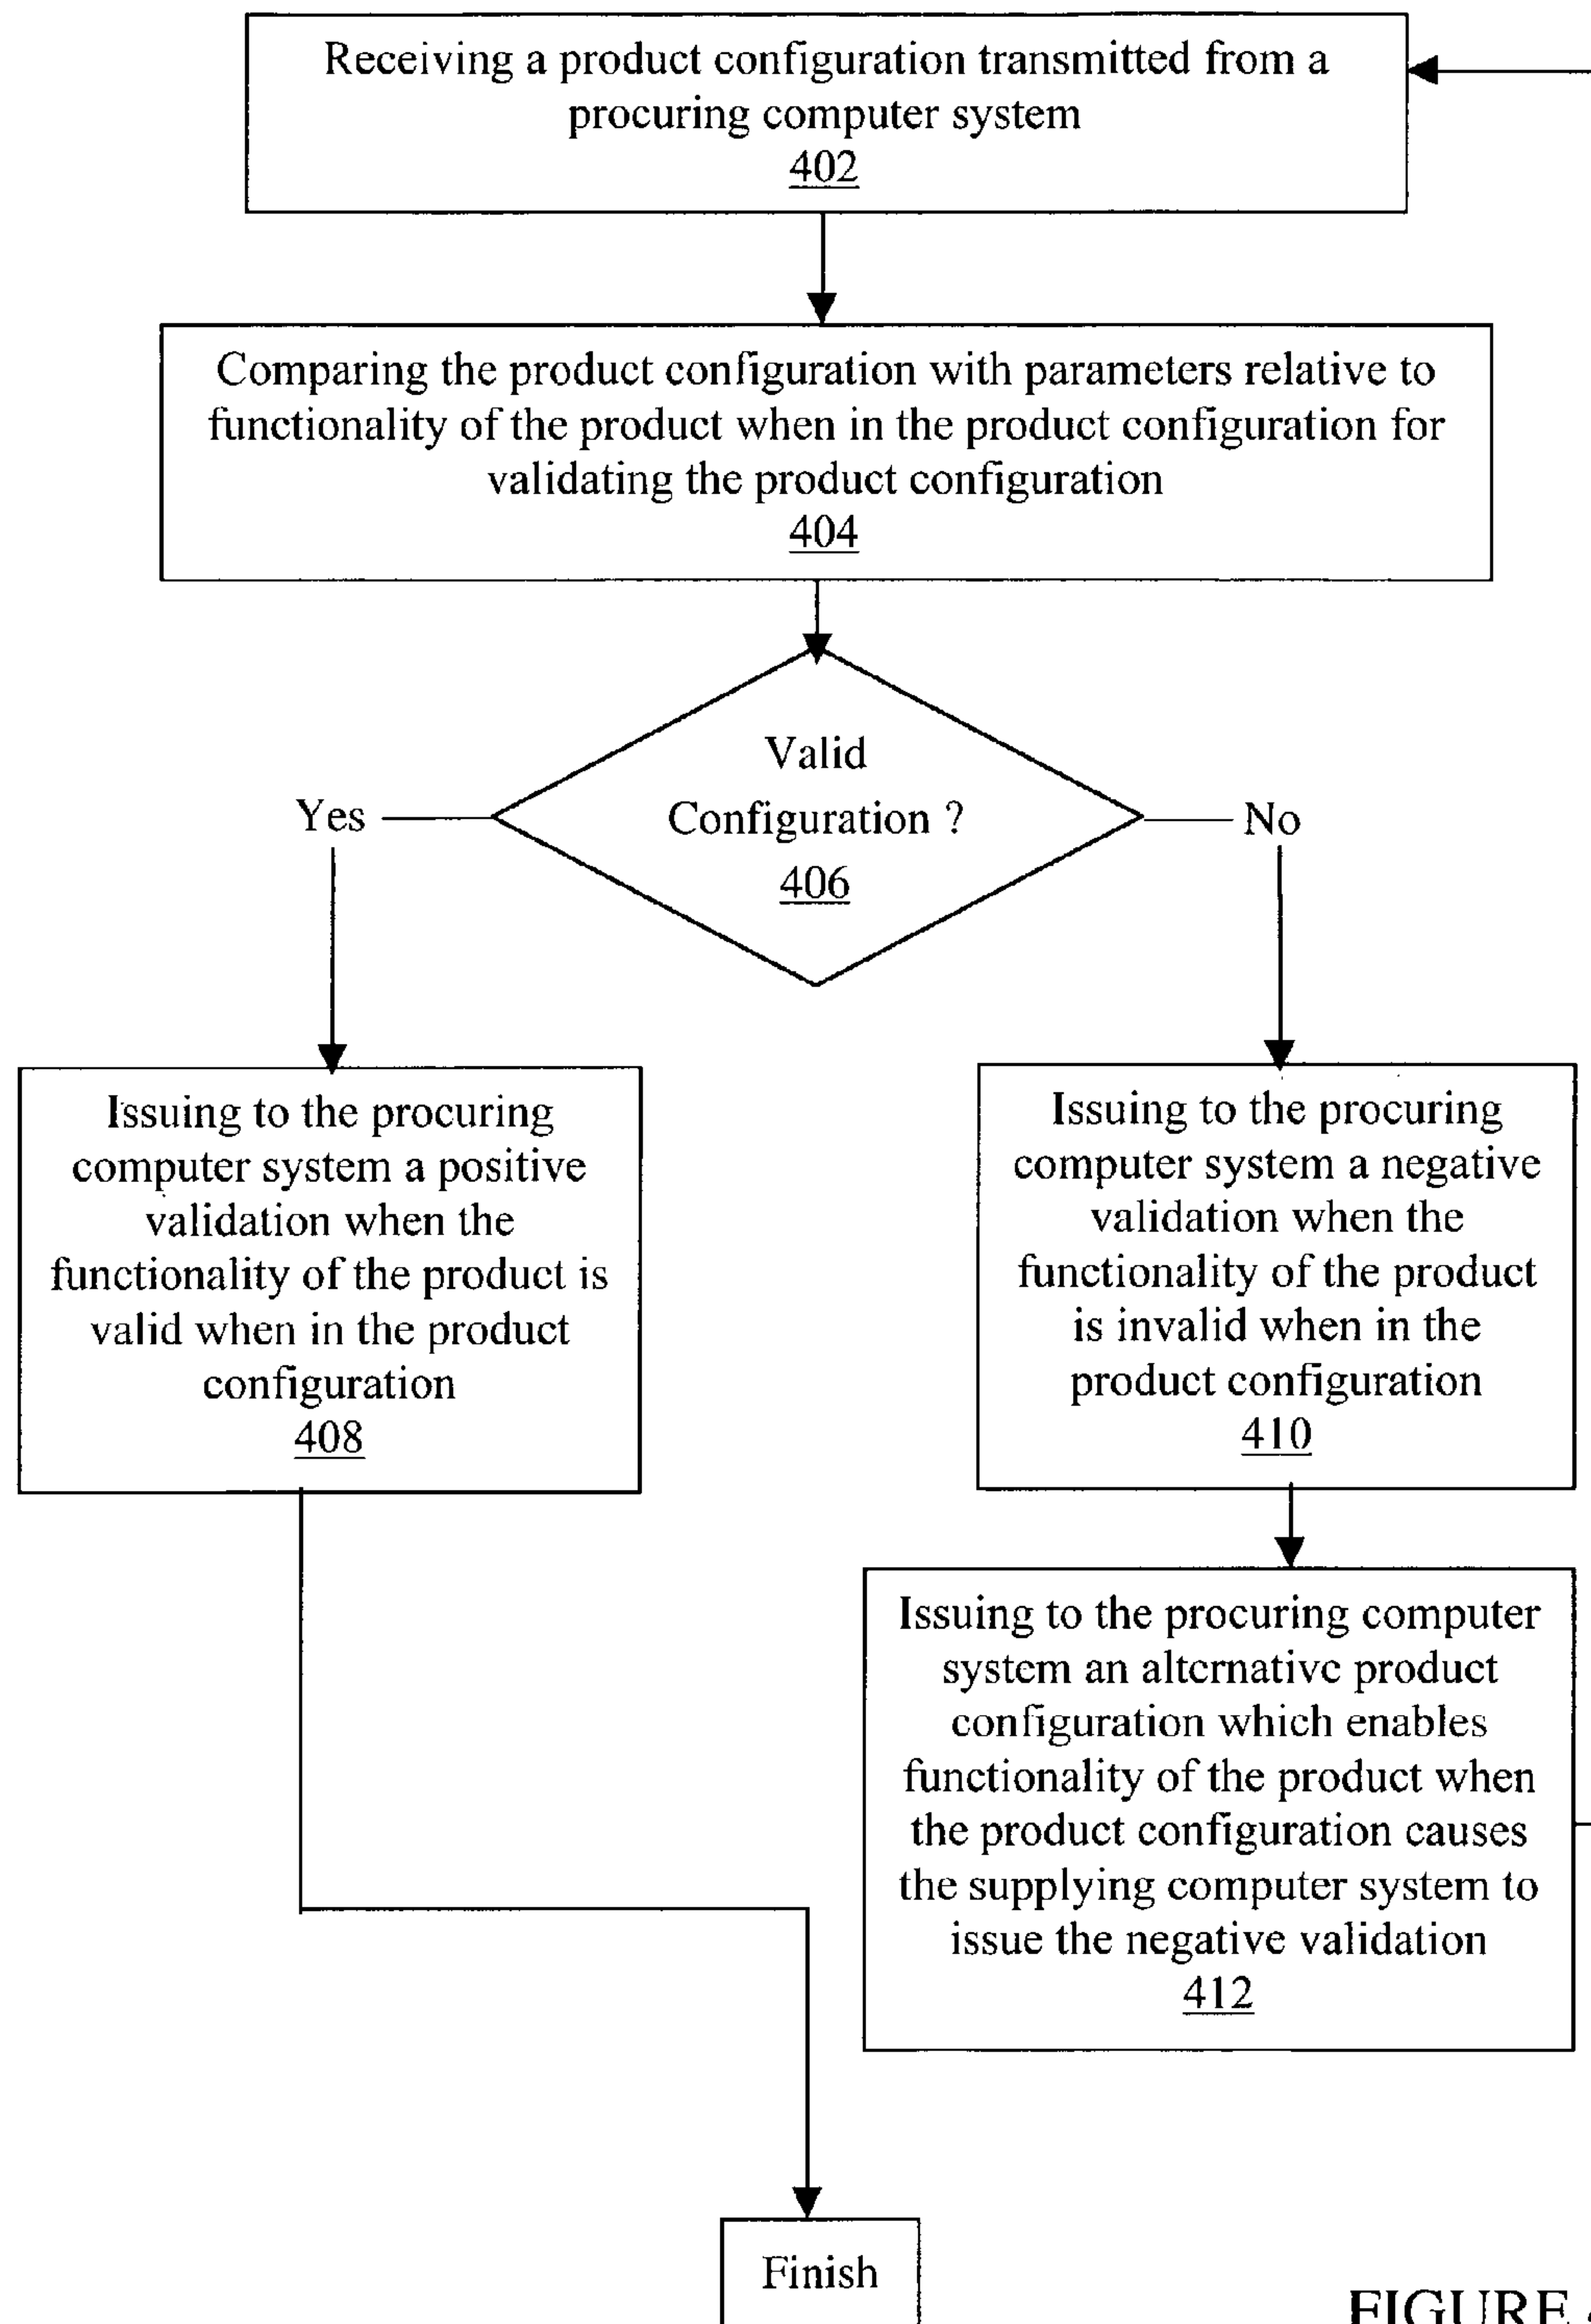 Receiving a product configuration transmitted from a
procuring computer system
402
Comparing the product configuration with parameters relative to
functionality of the product when in the product configuration for
validating the product configuration
404
Valid
Configuration ?
406
Yes
No
Issuing to the procuring
computer system a positive
validation when the
functionality of the product is
valid when in the product
configuration
408
Issuing to the procuring
computer system a negative
validation when the
functionality of the product
is invalid when in the
product configuration
410
Issuing to the procuring computer
system an alternative product
configuration which enables
functionality of the product when
the product configuration causes
the supplying computer system to
issue the negative validation
412
Finish
FIGURE